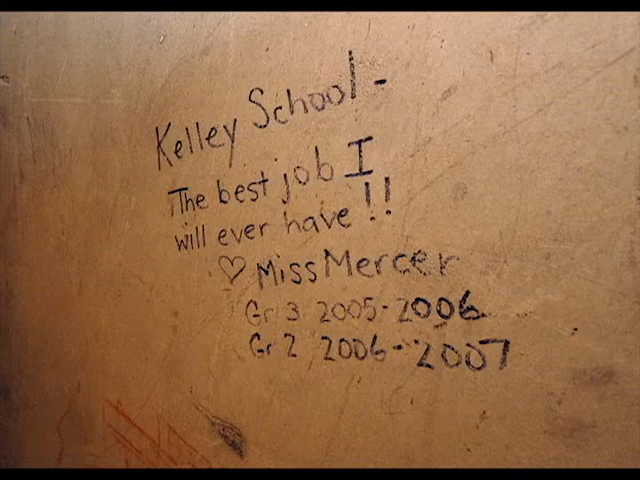 Kelley School-
The best job I
will ever have!!
♡ Miss Mercer
Gr 3 2005-2006
Gr 2 2006-2007